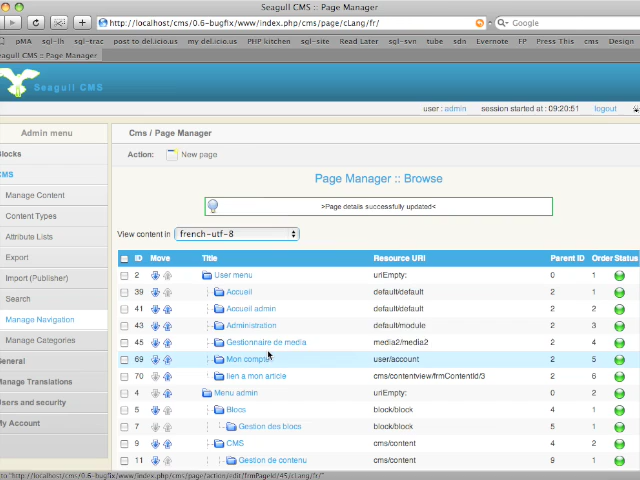 Seagull CMS :: Page Manager
http://localhost/cms/0.6-bugfix/www/index.php/cms/page/cLang/fr/
Google
pMA sgl-lh sgl-trac post to del.icio.us my del.icio.us PHP kitchen sgl-site Read Later sgl-svn tube sdn Evernote FP Press This cms Design
eagull CMS :: Page Manager
Seagull CMS
user : admin session started at : 09:20:51 logout
Admin menu
Cms / Page Manager
Blocks
Action: New page
CMS
Page Manager :: Browse
Manage Content
>Page details successfully updated<
Content Types
View content in french-utf-8
Attribute Lists
Export
ID Move Title Resource URI Parent ID Order Status
Import (Publisher)
2 User menu uriEmpty: 0 1
Search
39 Accueil default/default 2 1
41 Accueil admin default/default 2 2
Manage Navigation
43 Administration default/module 2 3
Manage Categories
45 Gestionnaire de media media2/media2 2 4
General
69 Mon compte user/account 2 5
Manage Translations
70 lien a mon article cms/contentview/frmContentId/3 2 6
4 Menu admin uriEmpty: 0 2
Users and security
5 Blocs block/block 4 1
My Account
7 Gestion des blocs block/block 5 1
9 CMS cms/content 4 2
11 Gestion de contenu cms/content 9 1
to "http://localhost/cms/0.6-bugfix/www/index.php/cms/page/action/edit/frmPageId/45/cLang/fr/"